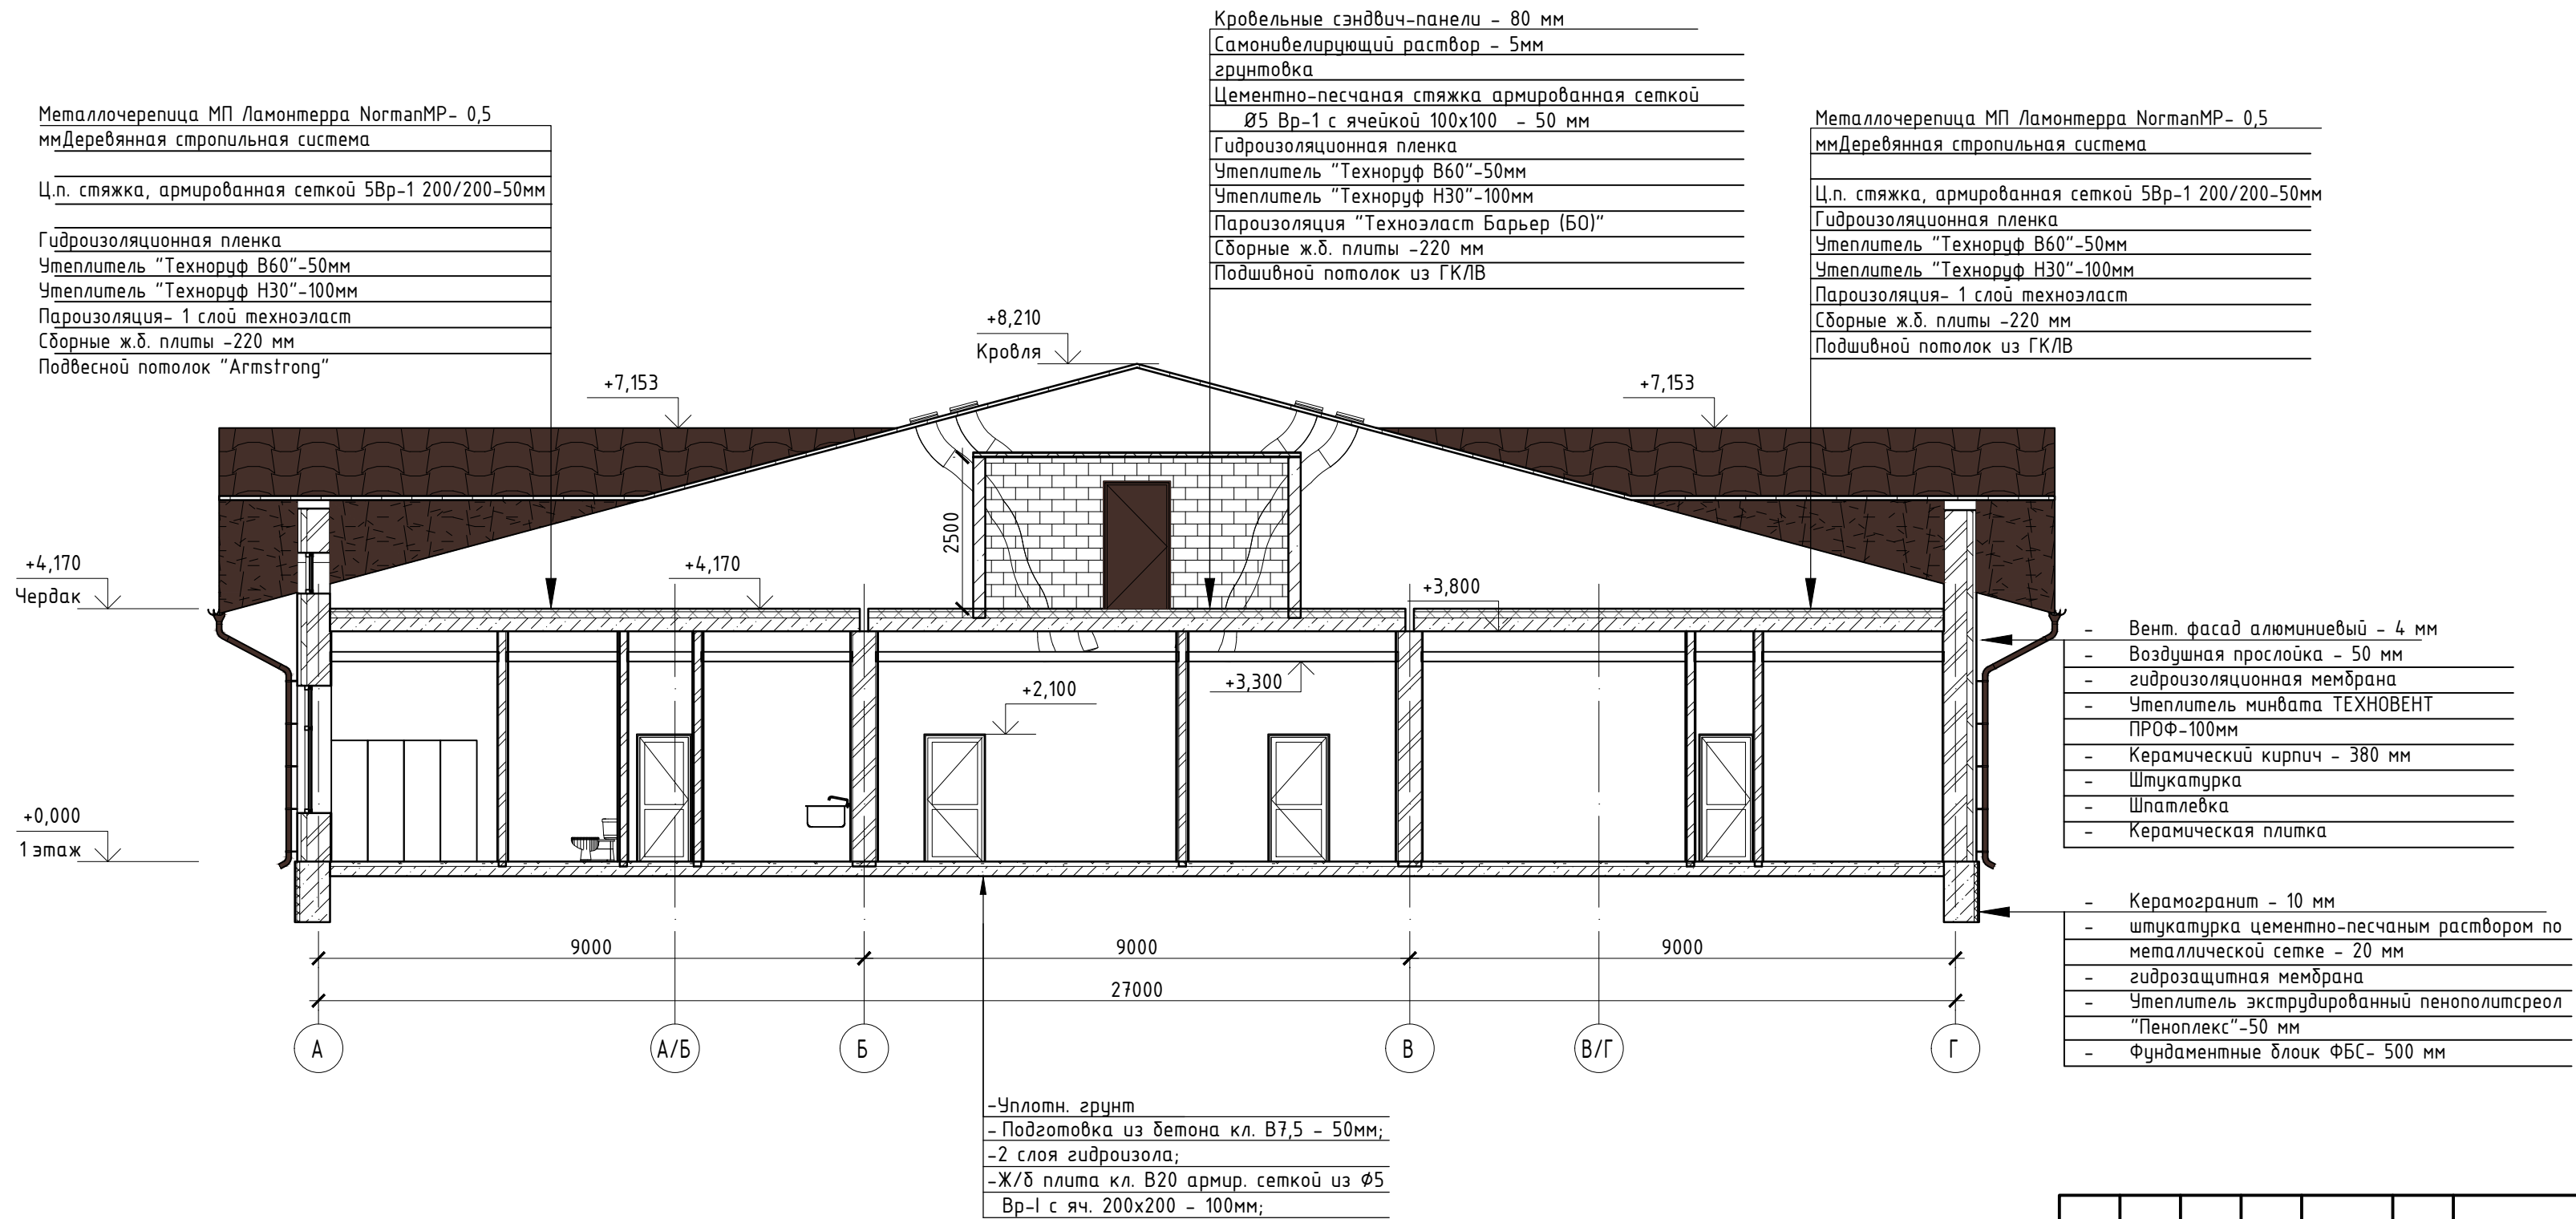 Кровельные сэндвич-панели - 80 мм
Самонивелирующий раствор - 5мм
грунтовка
Цементно-песчаная стяжка армированная сеткой
Ø5 Вр-1 с ячейкой 100х100 - 50 мм
Гидроизоляционная пленка
Утеплитель "Техноруф В60"-50мм
Утеплитель "Техноруф Н30"-100мм
Пароизоляция "Техноэласт Барьер (БО)"
Сборные ж.б. плиты -220 мм
Подшивной потолок из ГКЛВ
Металлочерепица МП Ламонтерра NormanMP- 0,5
ммДеревянная стропильная система
Ц.п. стяжка, армированная сеткой 5Вр-1 200/200-50мм
Гидроизоляционная пленка
Утеплитель "Техноруф В60"-50мм
Утеплитель "Техноруф Н30"-100мм
Пароизоляция- 1 слой техноэласт
Сборные ж.б. плиты -220 мм
Подвесной потолок "Armstrong"
Металлочерепица МП Ламонтерра NormanMP- 0,5
ммДеревянная стропильная система
Ц.п. стяжка, армированная сеткой 5Вр-1 200/200-50мм
Гидроизоляционная пленка
Утеплитель "Техноруф В60"-50мм
Утеплитель "Техноруф Н30"-100мм
Пароизоляция- 1 слой техноэласт
Сборные ж.б. плиты -220 мм
Подшивной потолок из ГКЛВ
+8,210
Кровля
+7,153
+7,153
2500
+4,170
Чердак
+4,170
+3,800
+3,300
+2,100
+0,000
1 этаж
- Вент. фасад алюминиевый - 4 мм
- Воздушная прослойка - 50 мм
- гидроизоляционная мембрана
- Утеплитель минвата ТЕХНОВЕНТ
ПРОФ-100мм
- Керамический кирпич - 380 мм
- Штукатурка
- Шпатлевка
- Керамическая плитка
- Керамогранит - 10 мм
- штукатурка цементно-песчаным раствором по
металлической сетке - 20 мм
- гидрозащитная мембрана
- Утеплитель экструдированный пенополитсреол
"Пеноплекс"-50 мм
- Фундаментные блоик ФБС- 500 мм
9000
9000
9000
27000
А
А/Б
Б
В
В/Г
Г
-Уплотн. грунт
- Подготовка из бетона кл. В7,5 - 50мм;
-2 слоя гидроизола;
-Ж/б плита кл. В20 армир. сеткой из Ø5
Вр-I с яч. 200х200 - 100мм;